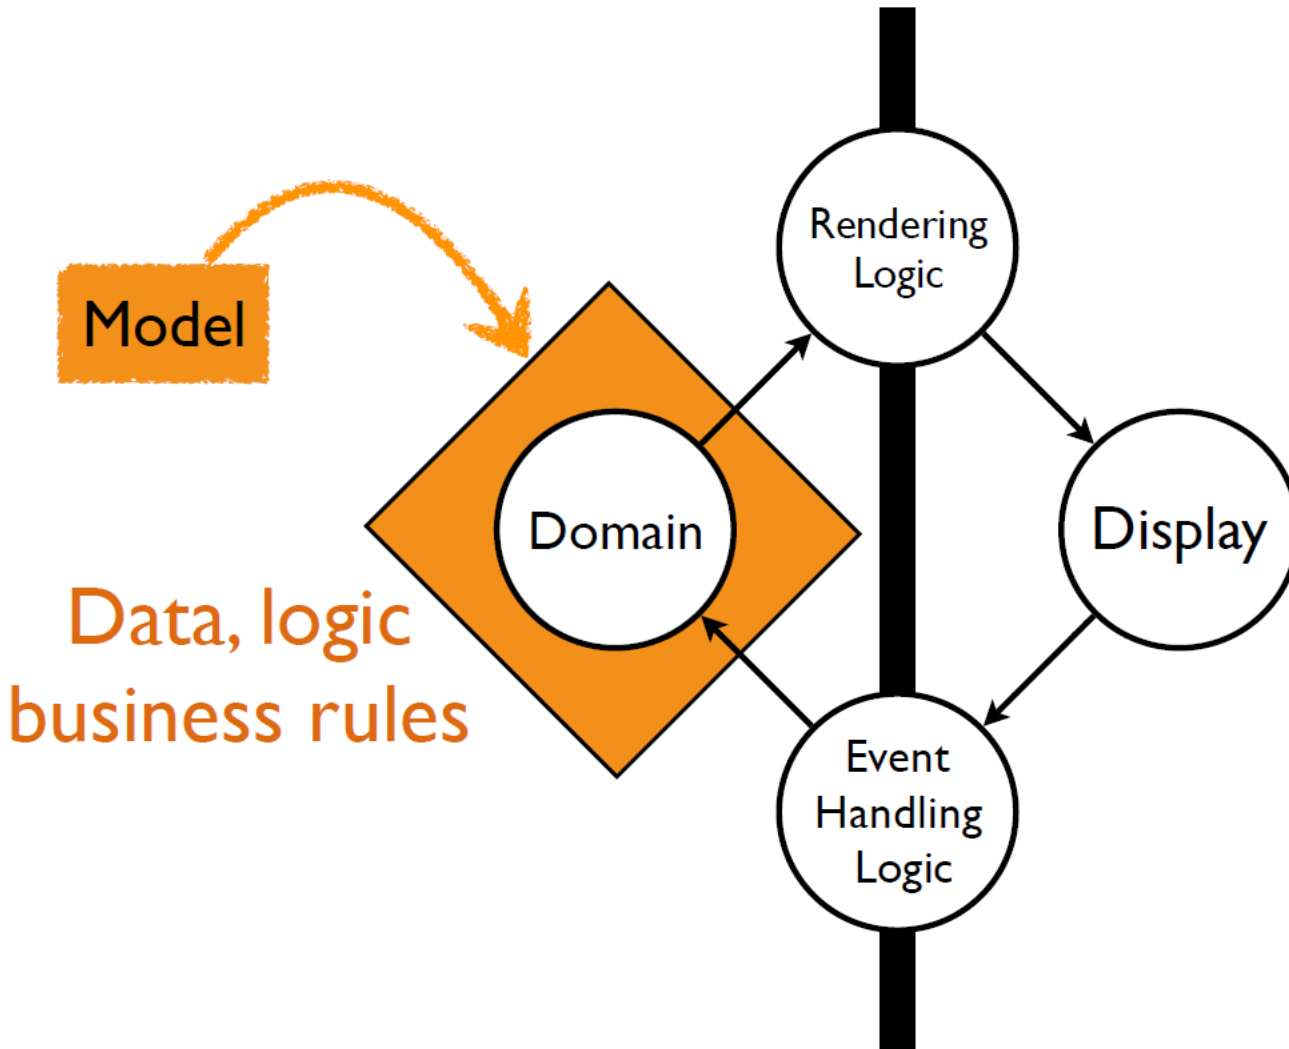 Rendering
Logic
Model
Domain
Display
Data, logic
business rules
Event
Handling
Logic